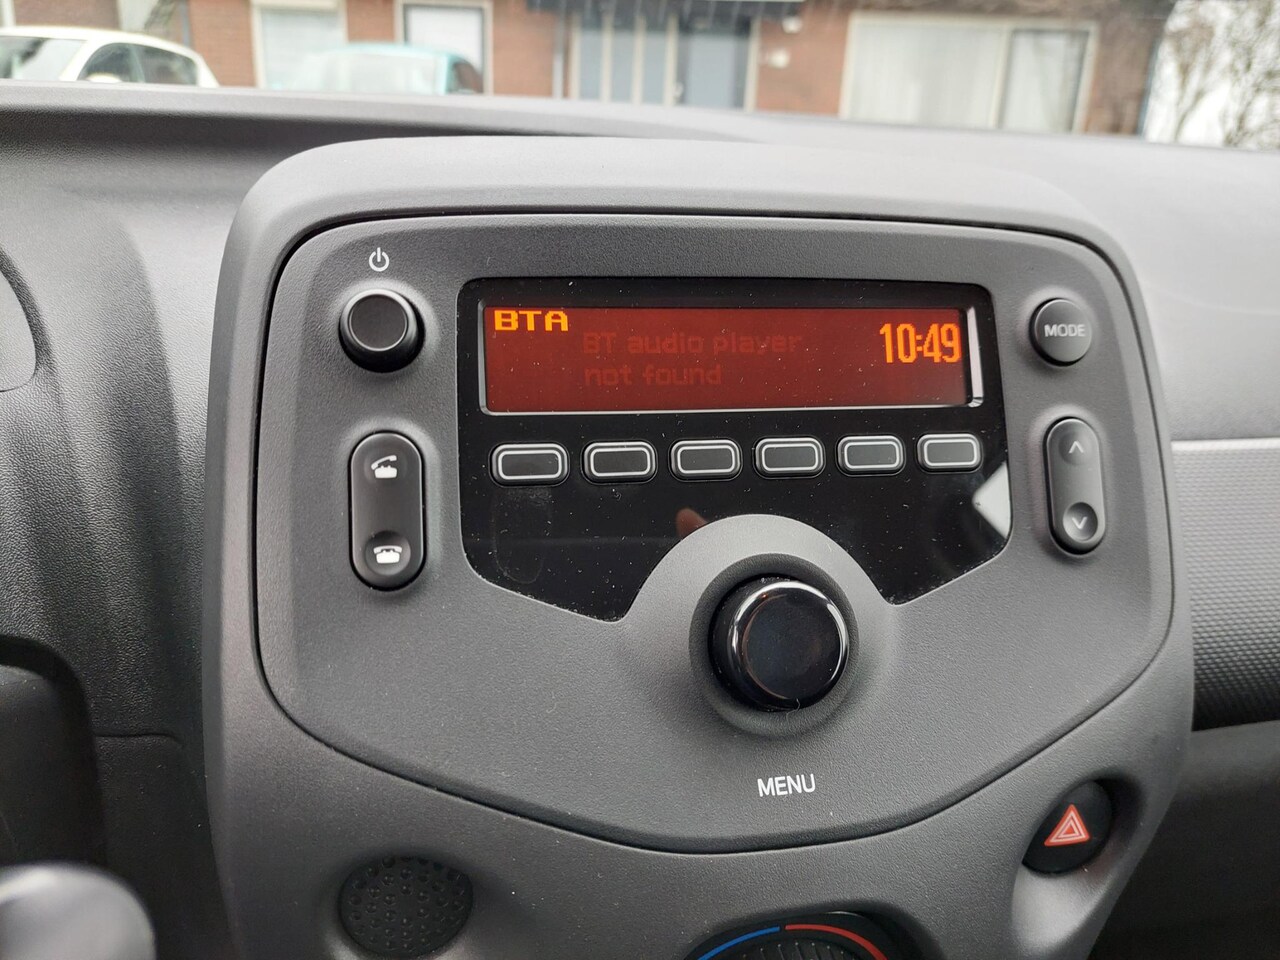 BTA
BT audio player
not found
10:49
MODE
MENU